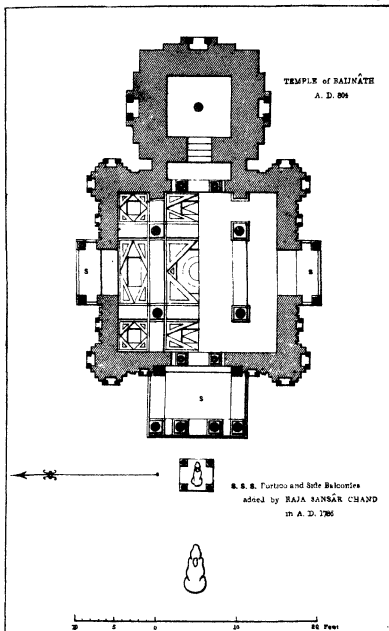 TEMPLE of BAIJNÂTH
A. D. 804
S
S
S
S. S. S. Portico and Side Balconies
added by RAJA SANSÂR CHAND
in A. D. 1786
10 5 0 10 20 Feet